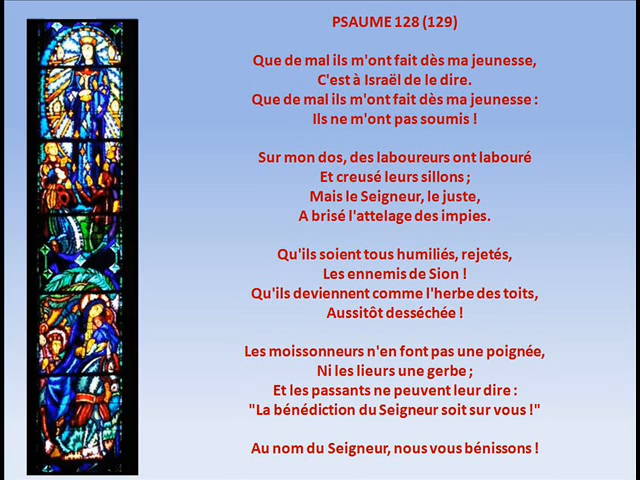 PSAUME 128 (129)
Que de mal ils m'ont fait dès ma jeunesse,
C'est à Israël de le dire.
Que de mal ils m'ont fait dès ma jeunesse :
Ils ne m'ont pas soumis !
Sur mon dos, des laboureurs ont labouré
Et creusé leurs sillons ;
Mais le Seigneur, le juste,
A brisé l'attelage des impies.
Qu'ils soient tous humiliés, rejetés,
Les ennemis de Sion !
Qu'ils deviennent comme l'herbe des toits,
Aussitôt desséchée !
Les moissonneurs n'en font pas une poignée,
Ni les lieurs une gerbe ;
Et les passants ne peuvent leur dire :
"La bénédiction du Seigneur soit sur vous !"
Au nom du Seigneur, nous vous bénissons !